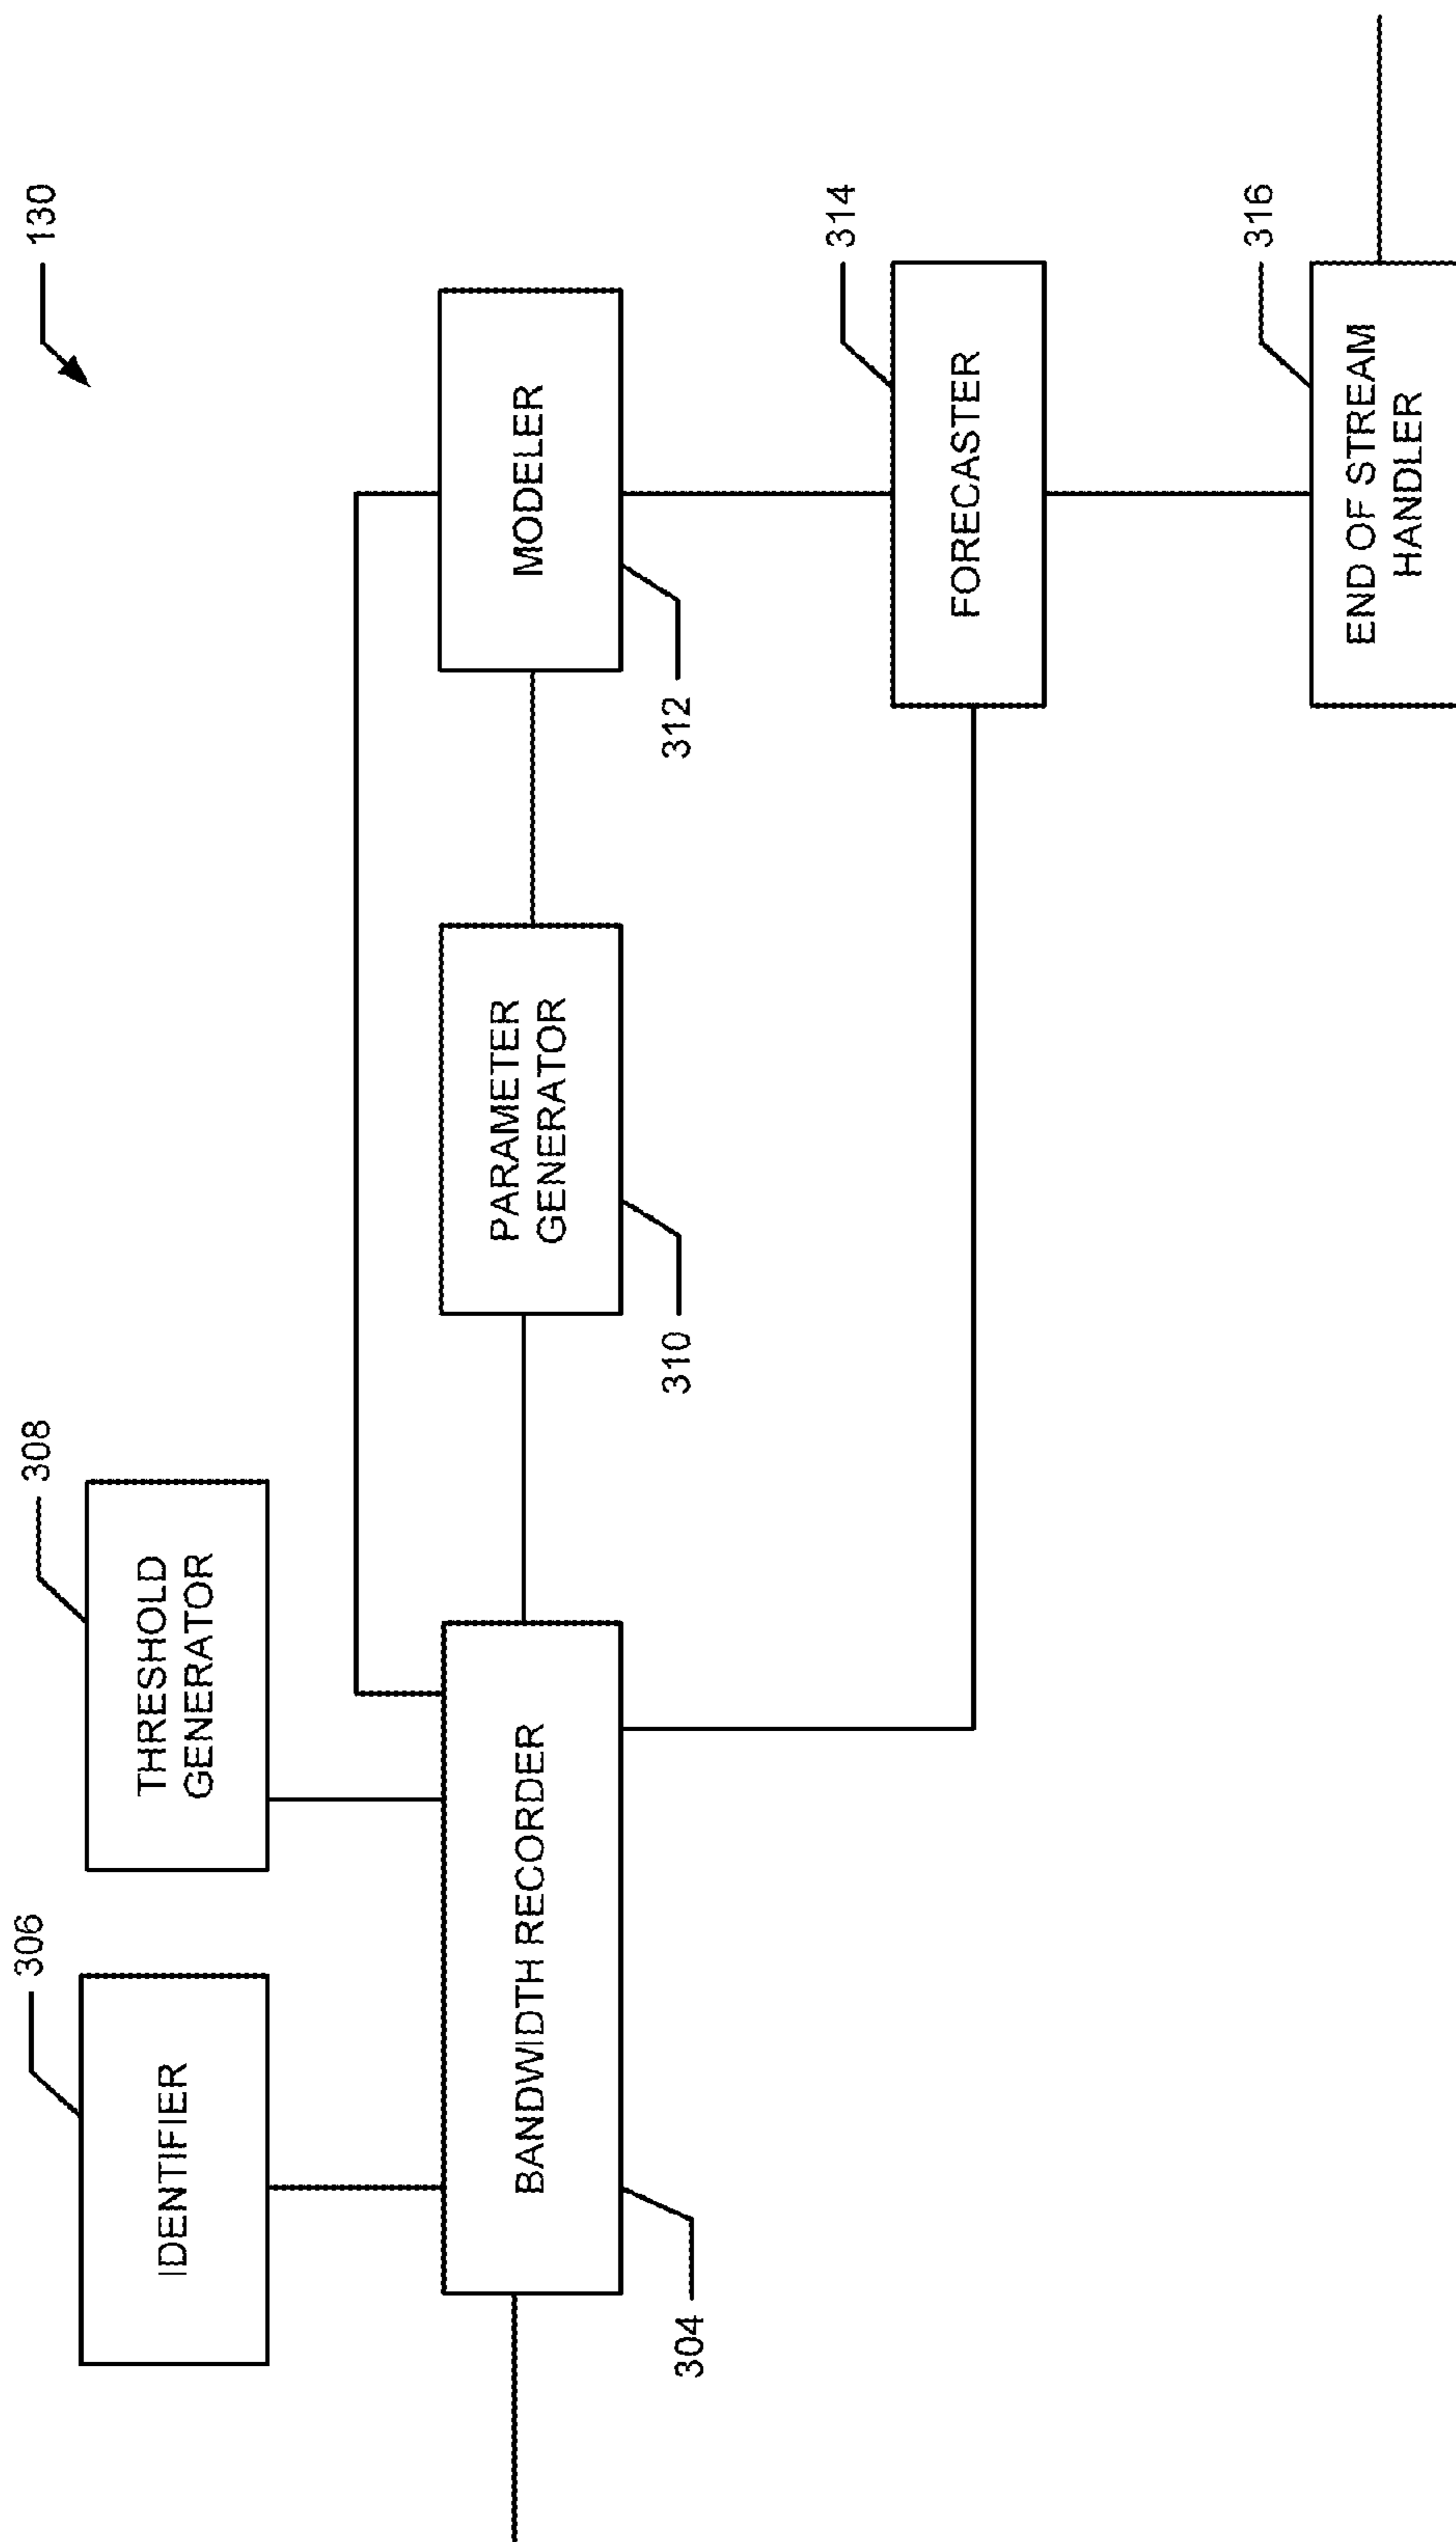 130
306
308
IDENTIFIER
THRESHOLD
GENERATOR
BANDWIDTH RECORDER
PARAMETER
GENERATOR
MODELER
304
310
312
314
FORECASTER
316
END OF STREAM
HANDLER